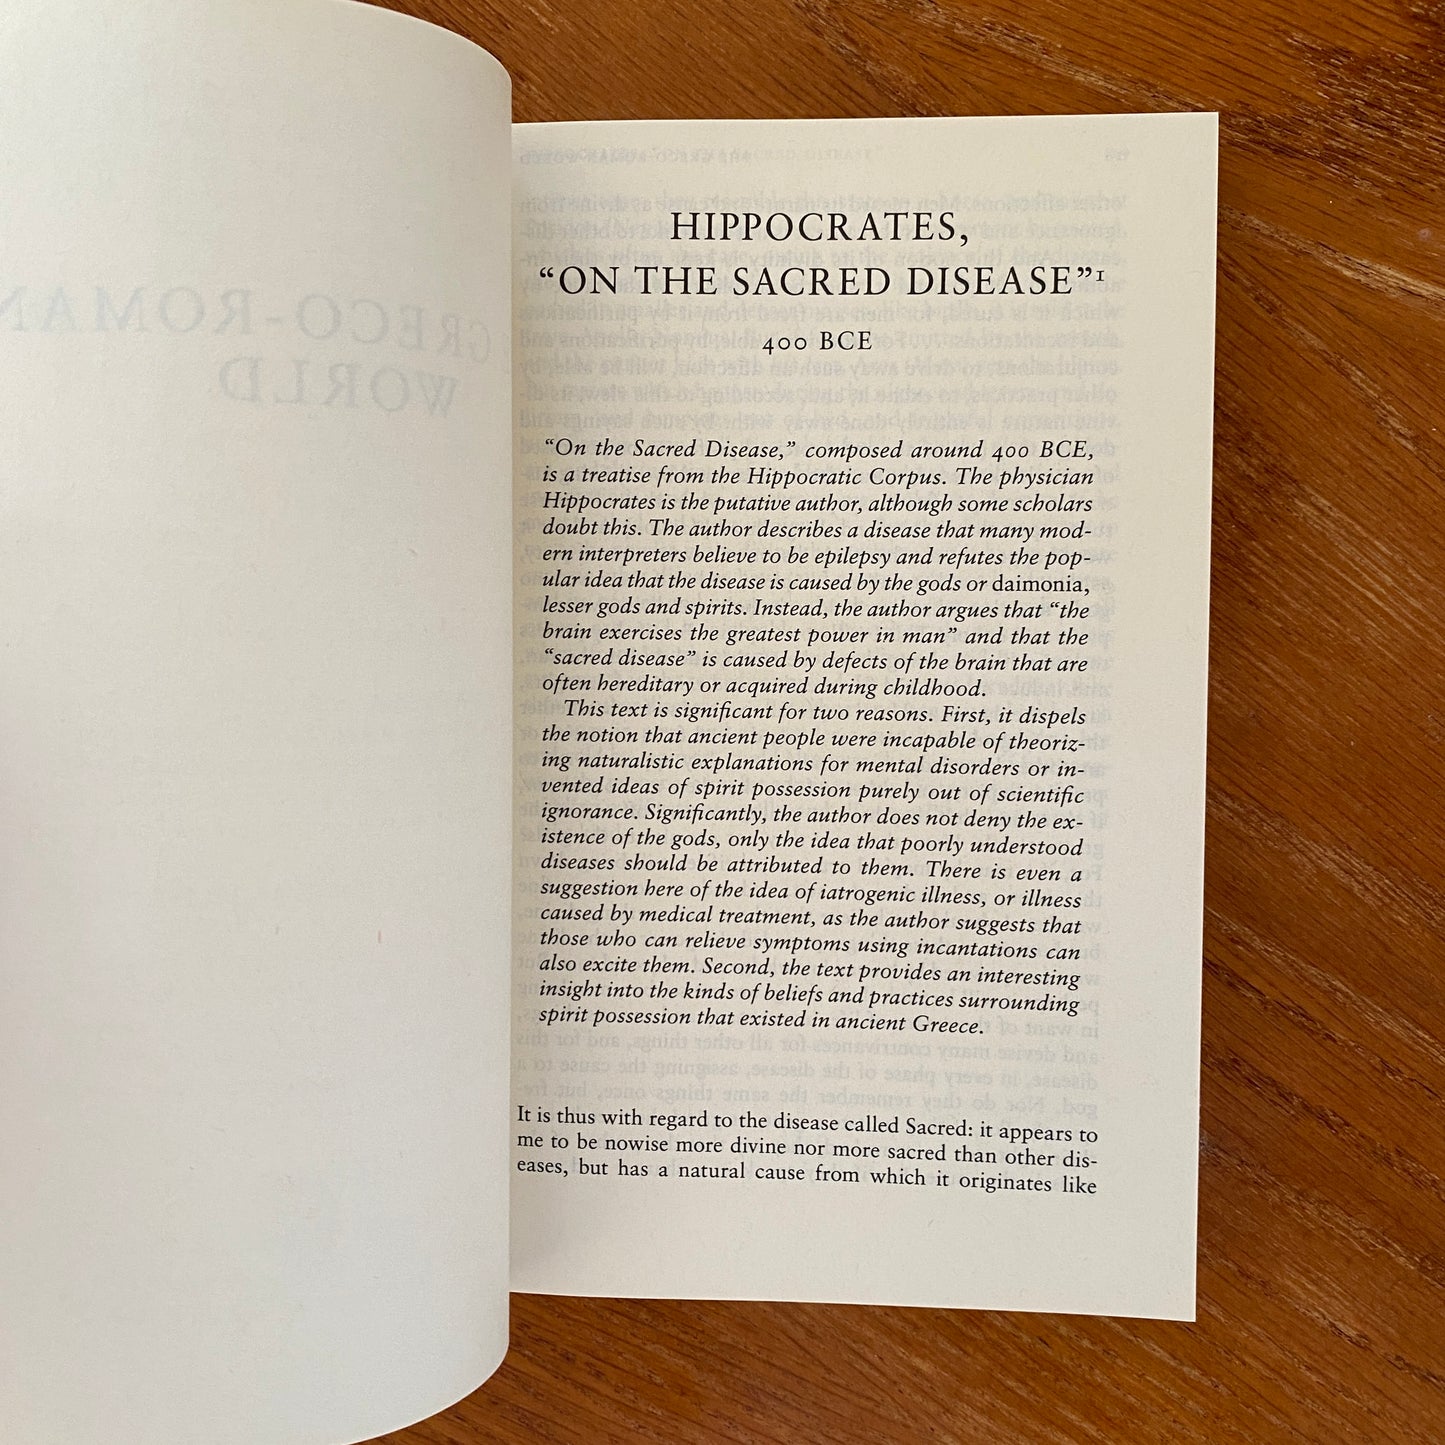 GRECO-ROMAN
WORLD
HIPPOCRATES,
“ON THE SACRED DISEASE”1
400 BCE
“On the Sacred Disease,” composed around 400 BCE,
is a treatise from the Hippocratic Corpus. The physician
Hippocrates is the putative author, although some scholars
doubt this. The author describes a disease that many mod-
ern interpreters believe to be epilepsy and refutes the pop-
ular idea that the disease is caused by the gods or daimonia,
lesser gods and spirits. Instead, the author argues that “the
brain exercises the greatest power in man” and that the
“sacred disease” is caused by defects of the brain that are
often hereditary or acquired during childhood.
This text is significant for two reasons. First, it dispels
the notion that ancient people were incapable of theoriz-
ing naturalistic explanations for mental disorders or in-
vented ideas of spirit possession purely out of scientific
ignorance. Significantly, the author does not deny the ex-
istence of the gods, only the idea that poorly understood
diseases should be attributed to them. There is even a
suggestion here of the idea of iatrogenic illness, or illness
caused by medical treatment, as the author suggests that
those who can relieve symptoms using incantations can
also excite them. Second, the text provides an interesting
insight into the kinds of beliefs and practices surrounding
spirit possession that existed in ancient Greece.
It is thus with regard to the disease called Sacred: it appears to
me to be nowise more divine nor more sacred than other dis-
eases, but has a natural cause from which it originates like